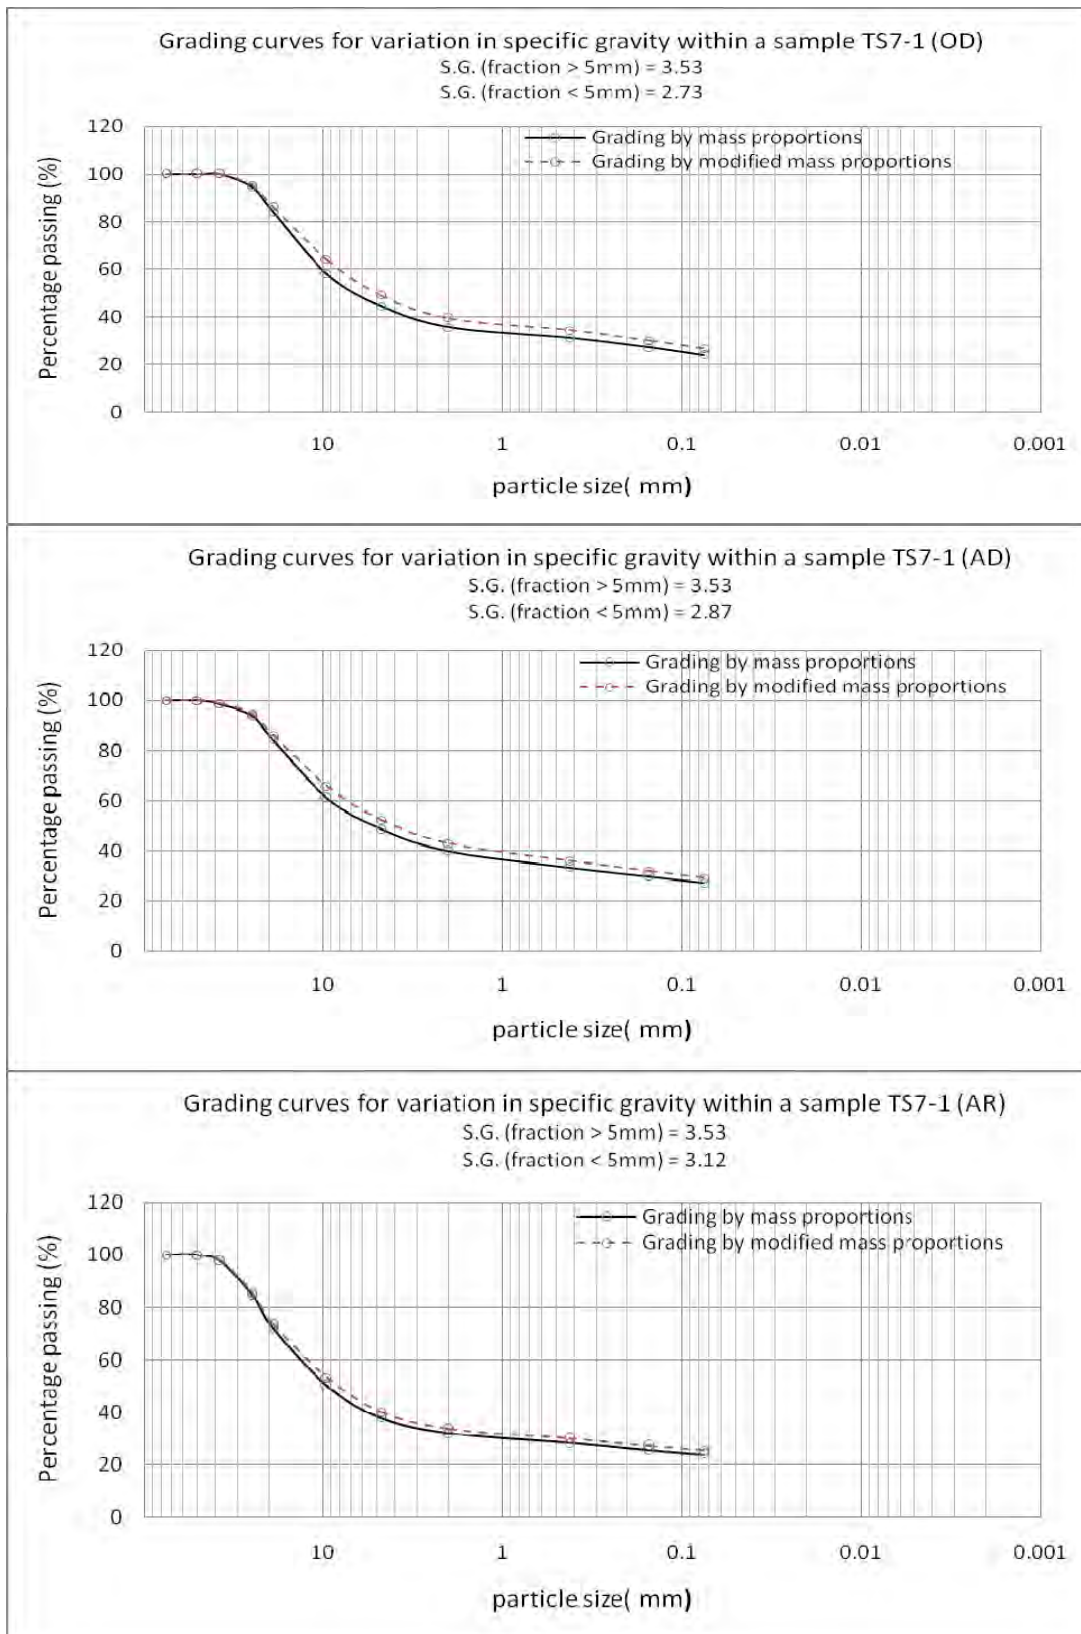 Grading curves for variation in specific gravity within a sample TS7-1 (OD)
S.G. (fraction > 5mm) = 3.53
S.G. (fraction < 5mm) = 2.73
Grading by mass proportions
Grading by modified mass proportions
Percentage passing (%)
120
100
80
60
40
20
0
10 1 0.1 0.01 0.001
particle size( mm)
Grading curves for variation in specific gravity within a sample TS7-1 (AD)
S.G. (fraction > 5mm) = 3.53
S.G. (fraction < 5mm) = 2.87
Grading by mass proportions
Grading by modified mass proportions
Percentage passing (%)
120
100
80
60
40
20
0
10 1 0.1 0.01 0.001
particle size( mm)
Grading curves for variation in specific gravity within a sample TS7-1 (AR)
S.G. (fraction > 5mm) = 3.53
S.G. (fraction < 5mm) = 3.12
Grading by mass proportions
Grading by modified mass proportions
Percentage passing (%)
120
100
80
60
40
20
0
10 1 0.1 0.01 0.001
particle size( mm)